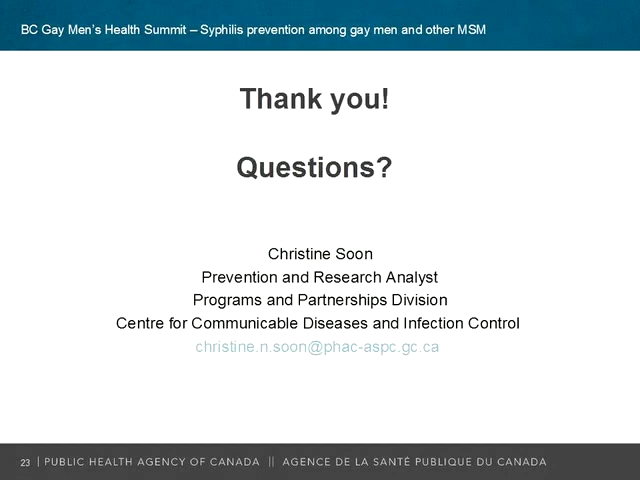 BC Gay Men's Health Summit – Syphilis prevention among gay men and other MSM
Thank you!
Questions?
Christine Soon
Prevention and Research Analyst
Programs and Partnerships Division
Centre for Communicable Diseases and Infection Control
christine.n.soon@phac-aspc.gc.ca
23 | PUBLIC HEALTH AGENCY OF CANADA || AGENCE DE LA SANTÉ PUBLIQUE DU CANADA